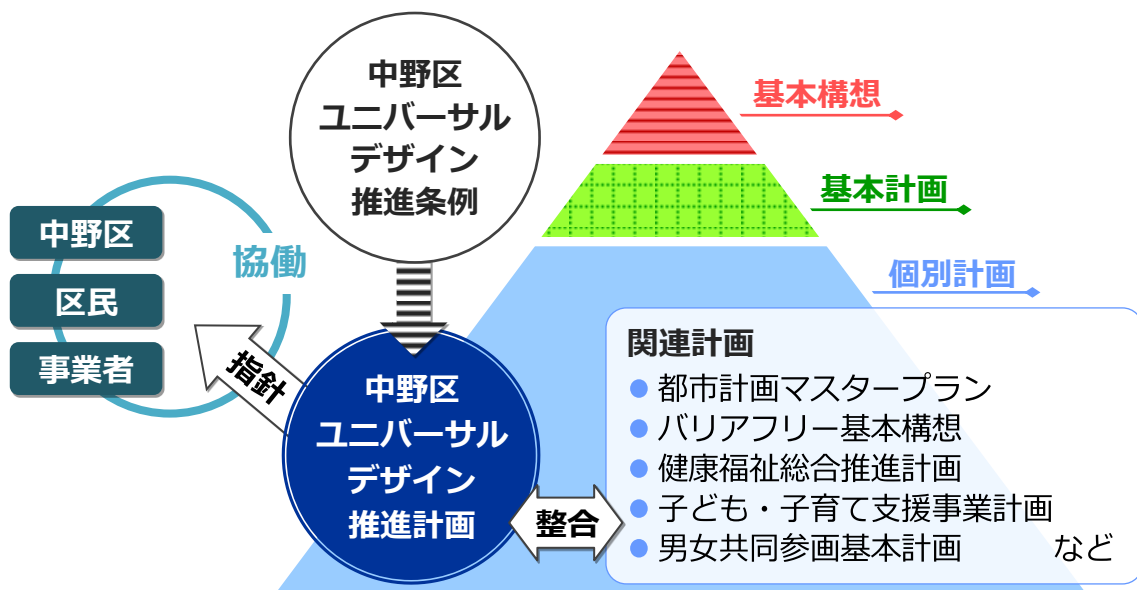 中野区
ユニバーサル
デザイン
推進条例
基本構想
基本計画
個別計画
中野区
区民
事業者
協働
指針
中野区
ユニバーサル
デザイン
推進計画
整合
関連計画
● 都市計画マスタープラン
● バリアフリー基本構想
● 健康福祉総合推進計画
● 子ども・子育て支援事業計画
● 男女共同参画基本計画 など